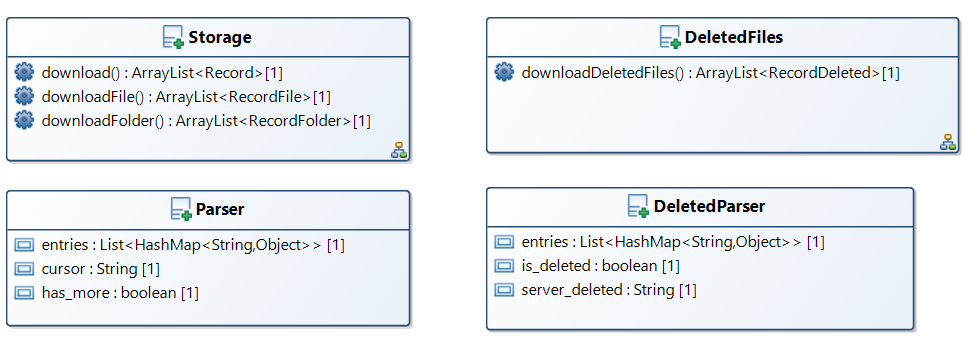 Storage
download() : ArrayList<Record>[1]
downloadFile() : ArrayList<RecordFile>[1]
downloadFolder() : ArrayList<RecordFolder>[1]
DeletedFiles
downloadDeletedFiles() : ArrayList<RecordDeleted>[1]
Parser
entries : List<HashMap<String,Object>> [1]
cursor : String [1]
has_more : boolean [1]
DeletedParser
entries : List<HashMap<String,Object>> [1]
is_deleted : boolean [1]
server_deleted : String [1]